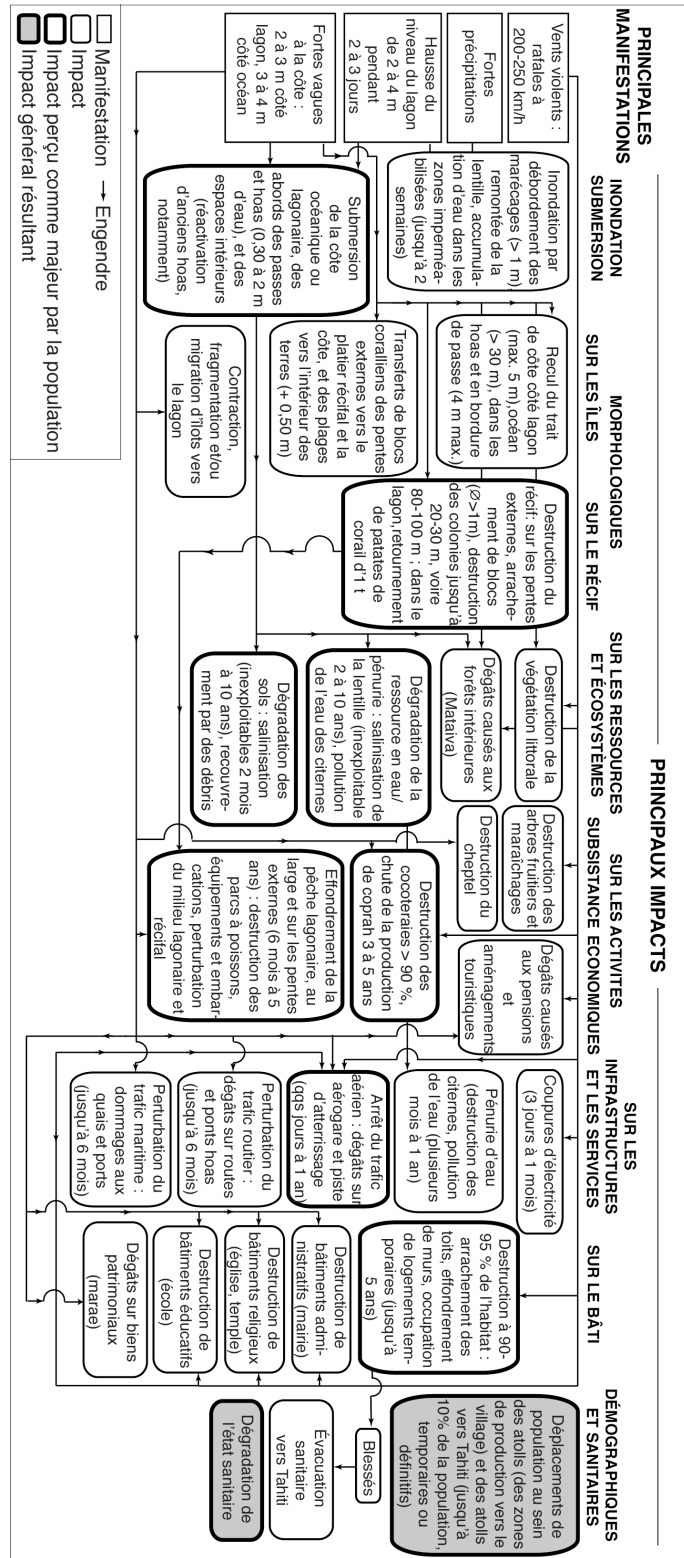 PRINCIPALES
MANIFESTATIONS
Vents violents :
rafales à
200-250 km/h
Fortes
précipitations
Hausse du
niveau du lagon
de 2 à 4 m
pendant
2 à 3 jours
Fortes vagues
à la côte :
2 à 3 m côté
lagon, 3 à 4 m
côté océan
PRINCIPAUX IMPACTS
INONDATION
SUBMERSION
Inondation par
débordement des
marécages (> 1 m),
remontée de la
lentille, accumula-
tion d'eau dans les
zones imperméa-
bilisées (jusqu'à 2
semaines)
Submersion
de la côte
océanique ou
lagonaire, des
abords des passes
et hoas (0,30 à 2 m
d'eau), et des
espaces intérieurs
(réactivation
d'anciens hoas,
notamment)
MORPHOLOGIQUES
SUR LES ÎLES
Recul du trait
de côte côté lagon
(max. 5 m),océan
(> 30 m), dans les
hoas et en bordure
de passe (4 m max.)
Transferts de blocs
coralliens des pentes
externes vers le
platier récifal et la
côte, et des plages
vers l'intérieur des
terres (+ 0,50 m)
Contraction,
fragmentation et/ou
migration d'îlots vers
le lagon
SUR LE RÉCIF
Destruction du
récif: sur les pentes
externes, arrache-
ment de blocs
(Ø>1m), destruction
des colonies jusqu'à
20-30 m, voire
80-100 m ; dans le
lagon,retournement
de patates de
corail d'1 t
SUR LES RESSOURCES
ET ÉCOSYSTÈMES
Destruction de la
végétation littorale
Dégâts causés aux
forêts intérieures
(Mataiva)
Dégradation de la
ressource en eau/
pénurie : salinisation de
la lentille (inexploitable
2 à 10 ans), pollution
de l'eau des citernes
Dégradation des
sols : salinisation
(inexploitables 2 mois
à 10 ans), recouvre-
ment par des débris
SUR LES ACTIVITÉS
SUBSISTANCE ECONOMIQUES
Destruction des
arbres fruitiers et
maraîchages
Destruction du
cheptel
Destruction des
cocoteraies > 90 %,
chute de la production
de coprah 3 à 5 ans
Effondrement de la
pêche lagonaire, au
large et sur les pentes
externes (6 mois à 5
ans) : destruction des
parcs à poissons,
équipements et embar-
cations, perturbation
du milieu lagonaire et
récifal
Dégâts causés
aux pensions
et
aménagements
touristiques
SUR LES
INFRASTRUCTURES
ET LES SERVICES
Coupures d'électricité
(3 jours à 1 mois)
Pénurie d'eau
(destruction des
citernes, pollution
de l'eau (plusieurs
mois à 1 an)
Arrêt du trafic
aérien : dégâts sur
aérogare et piste
d'atterrissage
(qqs jours à 1 an)
Perturbation du
trafic routier :
dégâts sur routes
et ponts hoas
(jusqu'à 6 mois)
Perturbation du
trafic maritime :
dommages aux
quais et ports
(jusqu'à 6 mois)
SUR LE BÂTI
Destruction à 90-
95 % de l'habitat :
arrachement des
toits, effondrement
de murs, occupation
de logements tem-
poraires (jusqu'à
5 ans)
Destruction de
bâtiments admi-
nistratifs (mairie)
Destruction de
bâtiments religieux
(église, temple)
Destruction de
bâtiments éducatifs
(école)
Dégâts sur biens
patrimoniaux
(marae)
DÉMOGRAPHIQUES
ET SANITAIRES
Déplacements de
population au sein
des atolls (des zones
de production vers le
village) et des atolls
vers Tahiti (jusqu'à
10% de la population,
temporaires ou
définitifs)
Blessés
Évacuation
sanitaire
vers Tahiti
Dégradation de
l'état sanitaire
Manifestation → Engendre
Impact
Impact perçu comme majeur par la population
Impact général résultant